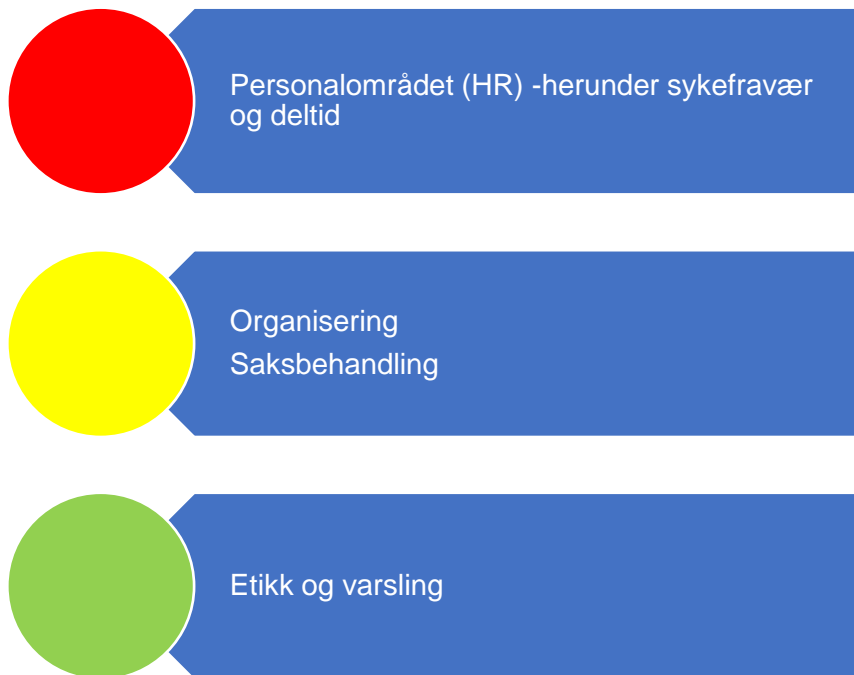 Personalområdet (HR) -herunder sykefravær
og deltid
Organisering
Saksbehandling
Etikk og varsling